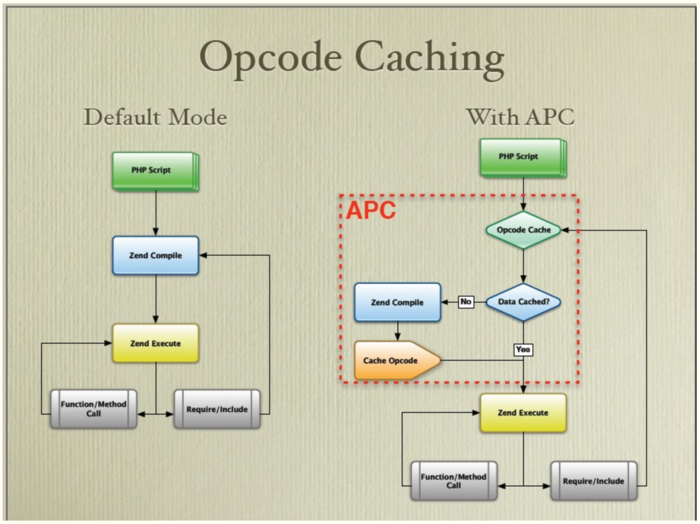 Opcode Caching
Default Mode
PHP Script
Zend Compile
Zend Execute
Function/Method
Call
Require/Include
With APC
PHP Script
APC
Opcode Cache
Data Cached?
No
Zend Compile
Yes
Cache Opcode
Zend Execute
Function/Method
Call
Require/Include